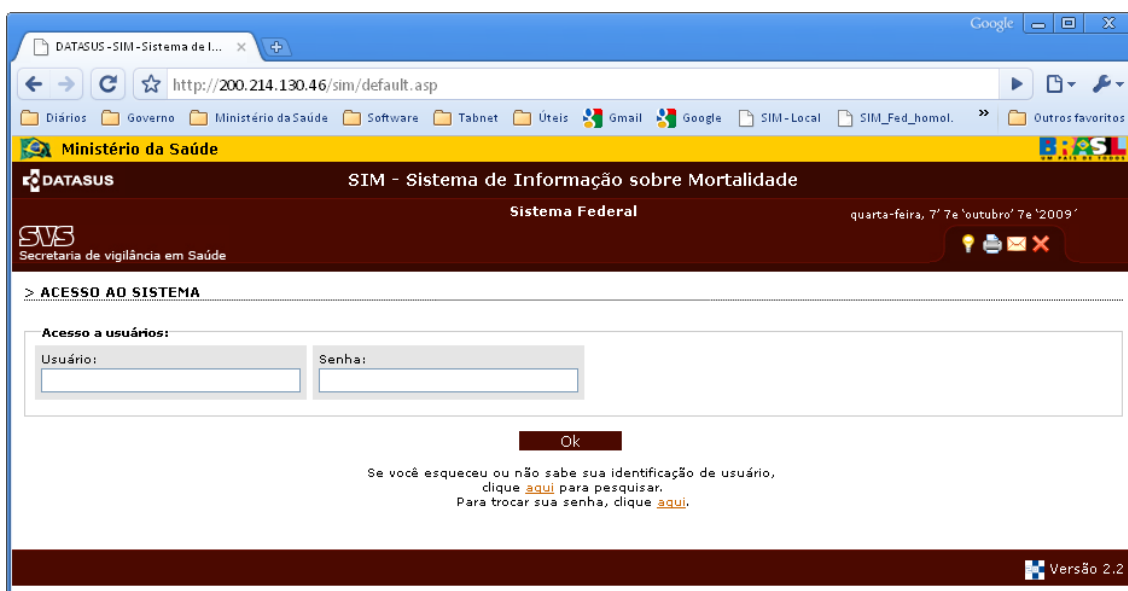 Google
DATASUS-SIM-Sistema de I...
http://200.214.130.46/sim/default.asp
Diários Governo Ministério da Saúde Software Tabnet Úteis Gmail Google SIM-Local SIM_Fed_homol. » Outros favoritos
Ministério da Saúde BRASIL
UM PAÍS DE TODOS
DATASUS SIM - Sistema de Informação sobre Mortalidade
Sistema Federal quarta-feira, 7' 7e 'outubro' 7e '2009'
SVS
Secretaria de vigilância em Saúde
> ACESSO AO SISTEMA
Acesso a usuários:
Usuário: Senha:
Ok
Se você esqueceu ou não sabe sua identificação de usuário,
clique aqui para pesquisar.
Para trocar sua senha, clique aqui.
Versão 2.2